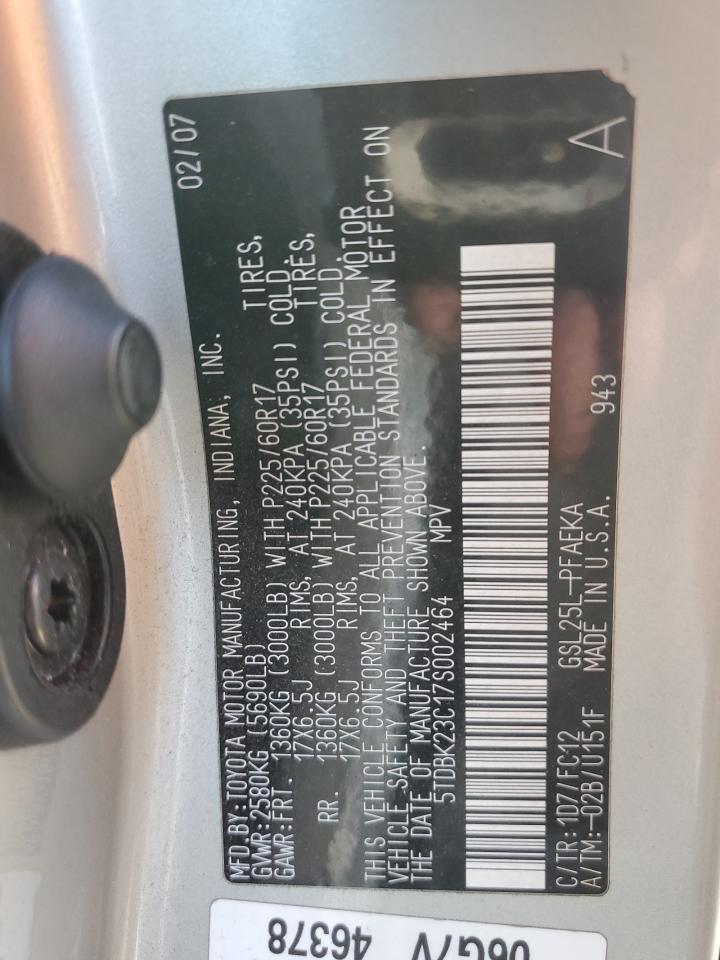 MFD.BY:TOYOTA MOTOR MANUFACTURING, INDIANA, INC. 02/07
GVWR:2580KG (5690LB)
GAWR:FRT. 1360KG (3000LB) WITH P225/60R17 TIRES,
17X6.5J RIMS, AT 240KPA (35PSI) COLD.
RR. 1360KG (3000LB) WITH P225/60R17 TIRES,
17X6.5J RIMS, AT 240KPA (35PSI) COLD.
THIS VEHICLE CONFORMS TO ALL APPLICABLE FEDERAL MOTOR
VEHICLE SAFETY AND THEFT PREVENTION STANDARDS IN EFFECT ON
THE DATE OF MANUFACTURE SHOWN ABOVE.
5TDBK23C17S002464 MPV
C/TR:1D7/FC12 GSL25L-PFAEKA
A/TM:-02B/U151F MADE IN U.S.A. 943 A
46378
06G7V